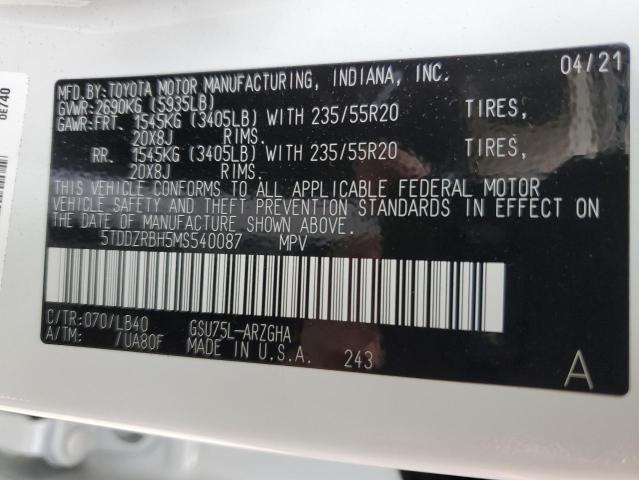 0E740
MFD.BY:TOYOTA MOTOR MANUFACTURING, INDIANA, INC. 04/21
GVWR:2690KG (5935LB)
GAWR:FRT. 1545KG (3405LB) WITH 235/55R20 TIRES,
20X8J RIMS.
RR. 1545KG (3405LB) WITH 235/55R20 TIRES,
20X8J RIMS.
THIS VEHICLE CONFORMS TO ALL APPLICABLE FEDERAL MOTOR
VEHICLE SAFETY AND THEFT PREVENTION STANDARDS IN EFFECT ON
THE DATE OF MANUFACTURE SHOWN ABOVE.
5TDDZRBH5MS540087 MPV
C/TR:070/LB40 GSU75L-ARZGHA
A/TM: /UA80F MADE IN U.S.A. 243
A